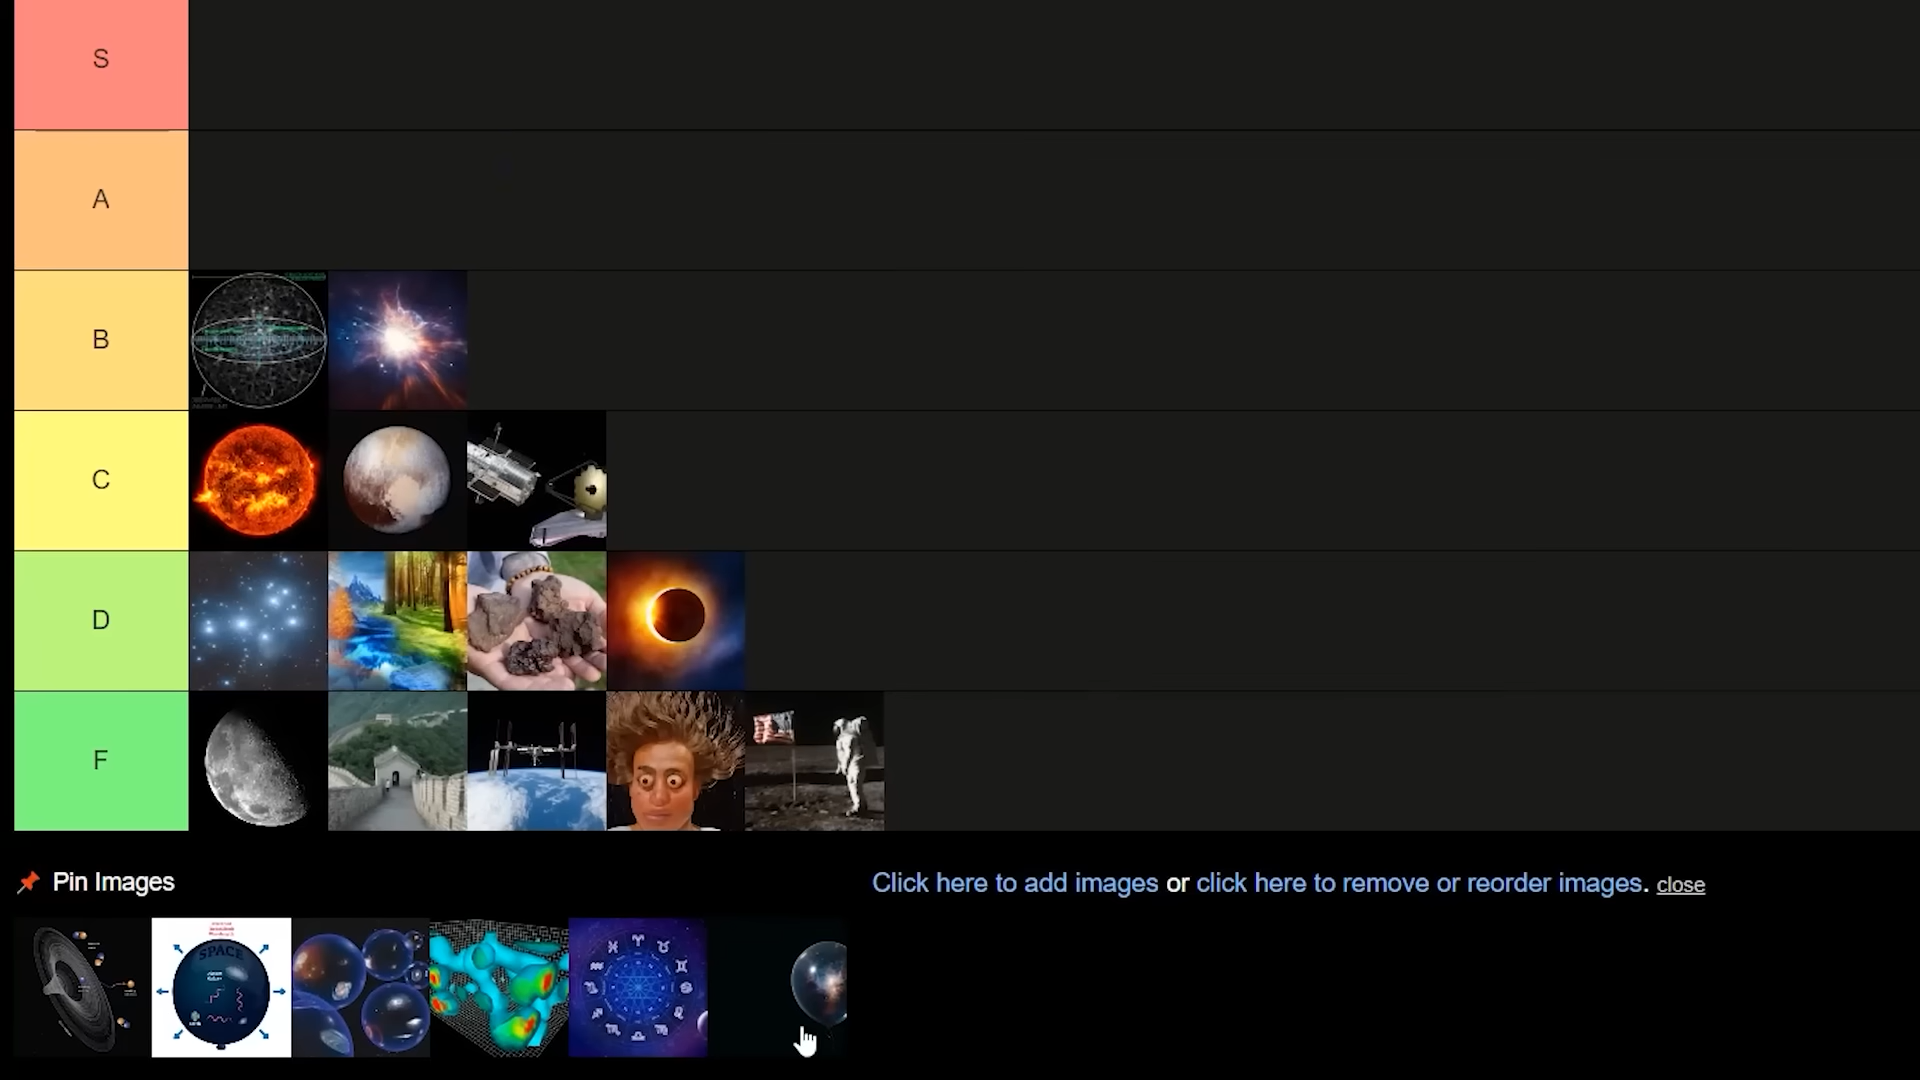 S
A
B
C
D
F
Pin Images
Click here to add images or click here to remove or reorder images. close
SPACE